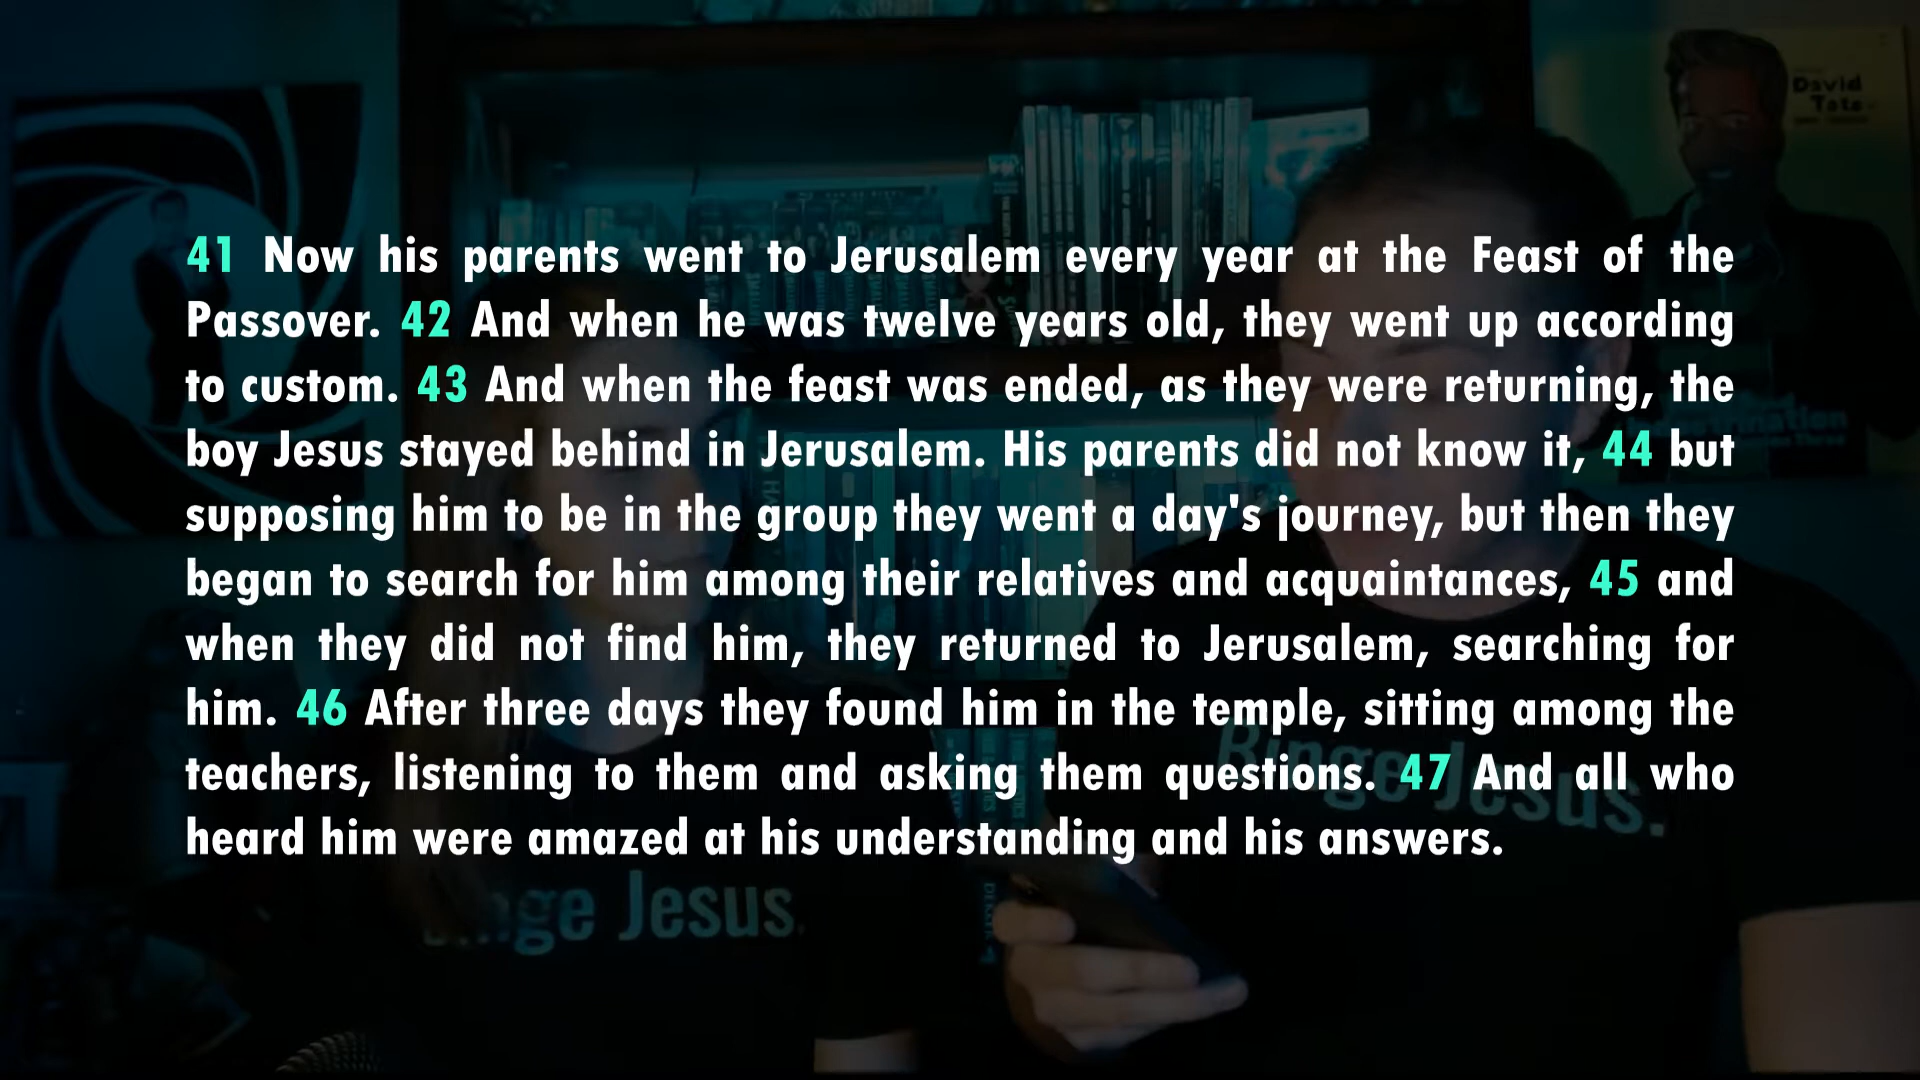 41 Now his parents went to Jerusalem every year at the Feast of the
Passover. 42 And when he was twelve years old, they went up according
to custom. 43 And when the feast was ended, as they were returning, the
boy Jesus stayed behind in Jerusalem. His parents did not know it, 44 but
supposing him to be in the group they went a day's journey, but then they
began to search for him among their relatives and acquaintances, 45 and
when they did not find him, they returned to Jerusalem, searching for
him. 46 After three days they found him in the temple, sitting among the
teachers, listening to them and asking them questions. 47 And all who
heard him were amazed at his understanding and his answers.
David
Tate
Binge Jesus.
Binge Jesus.